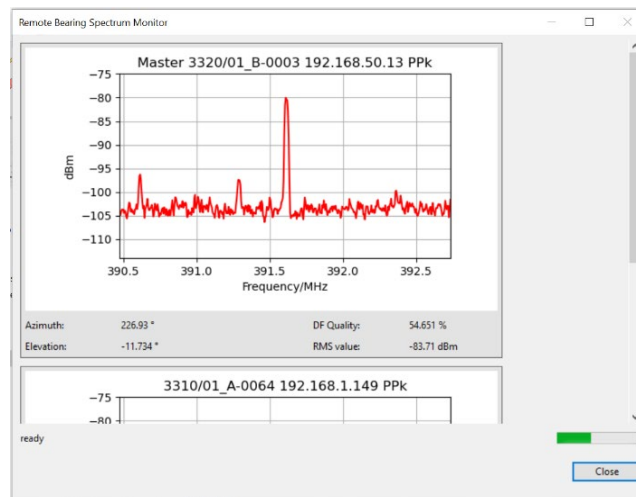 Remote Bearing Spectrum Monitor
Master 3320/01_B-0003 192.168.50.13 PPk
−75
−80
−85
−90
−95
−100
−105
−110
dBm
390.5 391.0 391.5 392.0 392.5
Frequency/MHz
Azimuth: 226.93 ° DF Quality: 54.651 %
Elevation: -11.734 ° RMS value: -83.71 dBm
3310/01_A-0064 192.168.1.149 PPk
−75
−80
ready
Close